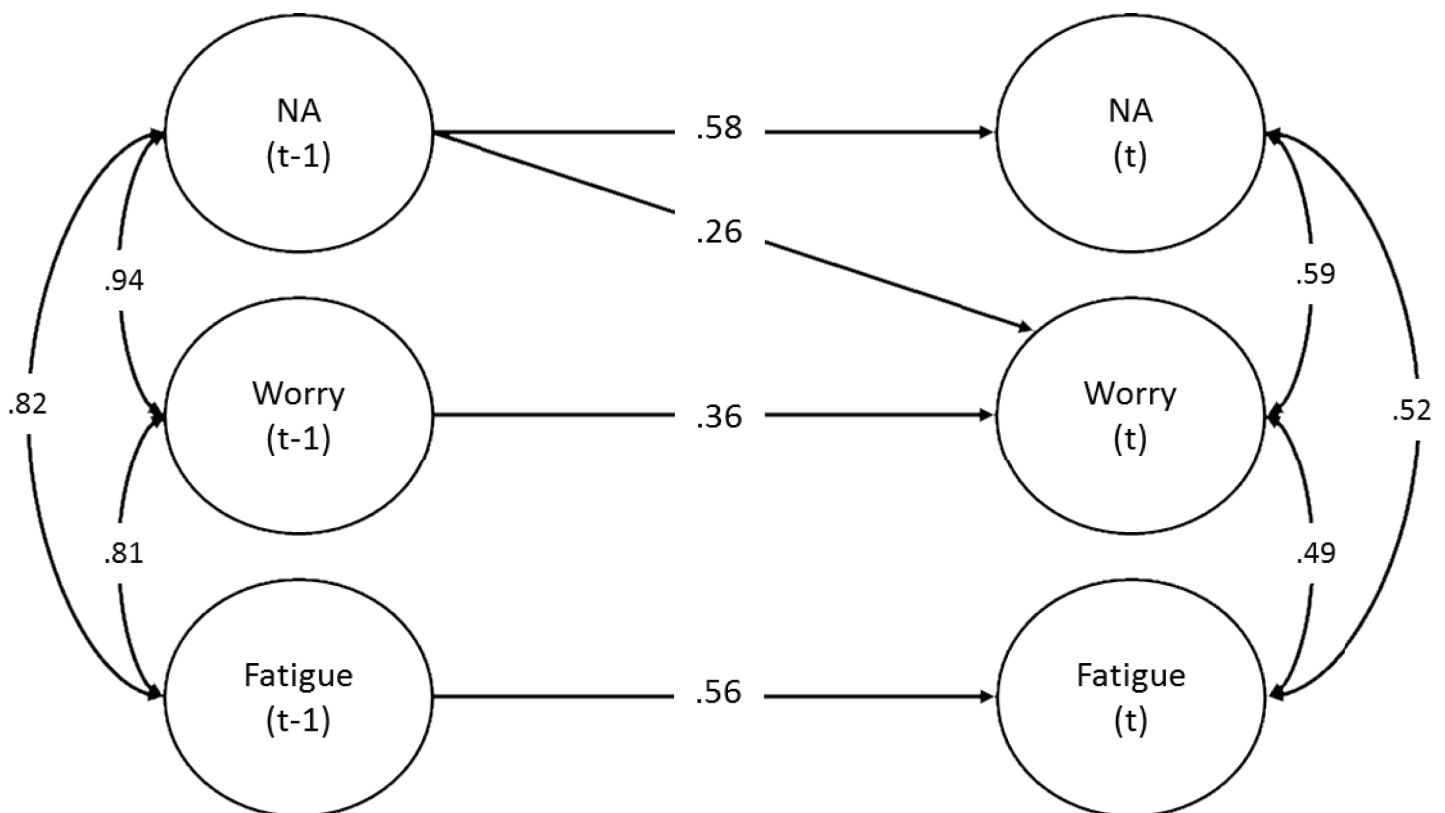 NA
(t-1)
.58
NA
(t)
.26
.94
.59
.82
Worry
(t-1)
.36
Worry
(t)
.52
.81
.49
Fatigue
(t-1)
.56
Fatigue
(t)